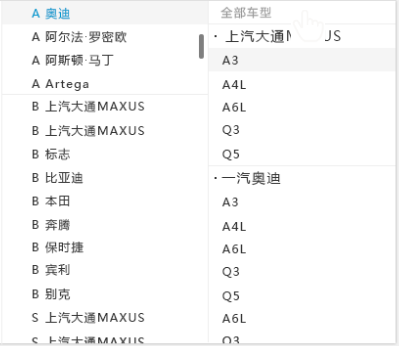 A 奥迪
A 阿尔法·罗密欧
A 阿斯顿·马丁
A Artega
B 上汽大通MAXUS
B 上汽大通MAXUS
B 标志
B 比亚迪
B 本田
B 奔腾
B 保时捷
B 宾利
B 别克
S 上汽大通MAXUS
S 上汽大通MAXUS
全部车型
· 上汽大通MAXUS
A3
A4L
A6L
Q3
Q5
· 一汽奥迪
A3
A4L
A6L
Q3
Q5
A6L
Q3